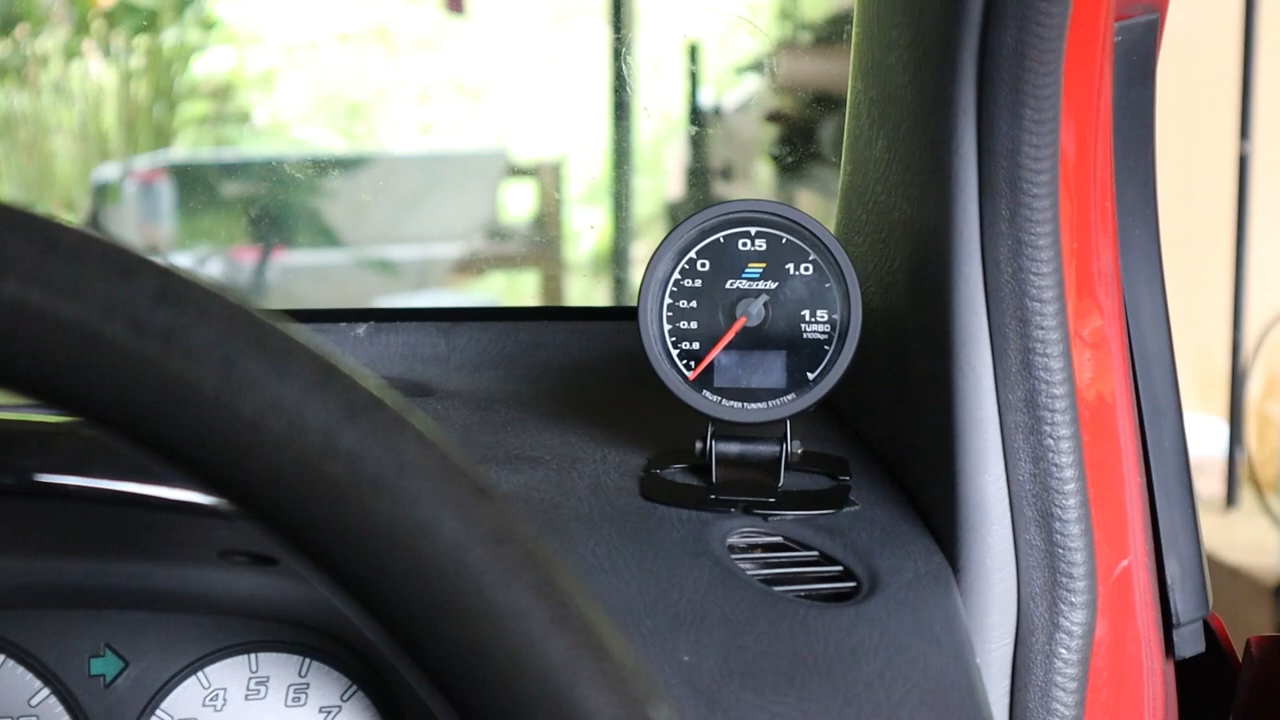 0.5
0
1.0
-0.2
GReddy
-0.4
1.5
-0.6
TURBO
X100kpa
-0.8
-1
TRUST SUPER TUNING SYSTEMS
4 5 6 7